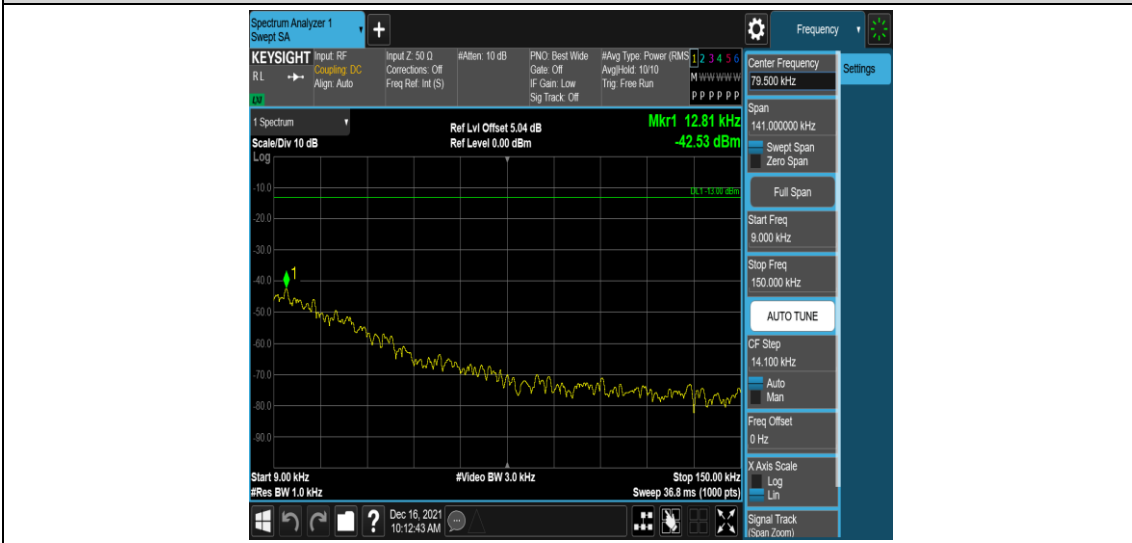 Spectrum Analyzer 1
Swept SA
+
Frequency
KEYSIGHT
RL
LXI
Input: RF
Coupling: DC
Align: Auto
Input Z: 50 Ω
Corrections: Off
Freq Ref: Int (S)
#Atten: 10 dB
PNO: Best Wide
Gate: Off
IF Gain: Low
Sig Track: Off
#Avg Type: Power (RMS
Avg|Hold: 10/10
Trig: Free Run
1 2 3 4 5 6
M W W W W W
P P P P P P
1 Spectrum
Scale/Div 10 dB
Log
Ref Lvl Offset 5.04 dB
Ref Level 0.00 dBm
Mkr1 12.81 kHz
-42.53 dBm
DL1 -13.00 dBm
-10.0
-20.0
-30.0
-40.0
-50.0
-60.0
-70.0
-80.0
-90.0
1
Start 9.00 kHz
#Video BW 3.0 kHz
Stop 150.00 kHz
#Res BW 1.0 kHz
Sweep 36.8 ms (1000 pts)
?
Dec 16, 2021
10:12:43 AM
Center Frequency
79.500 kHz
Settings
Span
141.000000 kHz
Swept Span
Zero Span
Full Span
Start Freq
9.000 kHz
Stop Freq
150.000 kHz
AUTO TUNE
CF Step
14.100 kHz
Auto
Man
Freq Offset
0 Hz
X Axis Scale
Log
Lin
Signal Track
(Span Zoom)